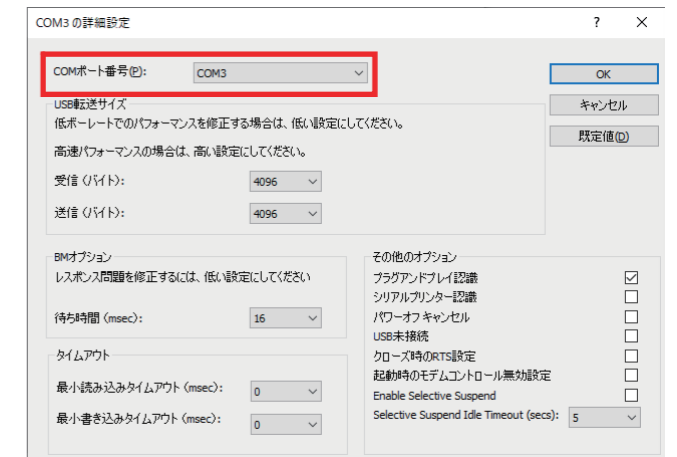 COM3 の詳細設定
COMポート番号(P): COM3
OK
キャンセル
既定値(D)
USB転送サイズ
低ボーレートでのパフォーマンスを修正する場合は、低い設定にしてください。
高速パフォーマンスの場合は、高い設定にしてください。
受信 (バイト): 4096
送信 (バイト): 4096
BMオプション
レスポンス問題を修正するには、低い設定にしてください
待ち時間 (msec): 16
タイムアウト
最小読み込みタイムアウト (msec): 0
最小書き込みタイムアウト (msec): 0
その他のオプション
プラグアンドプレイ認識
シリアルプリンター認識
パワーオフ キャンセル
USB未接続
クローズ時のRTS設定
起動時のモデムコントロール無効設定
Enable Selective Suspend
Selective Suspend Idle Timeout (secs): 5